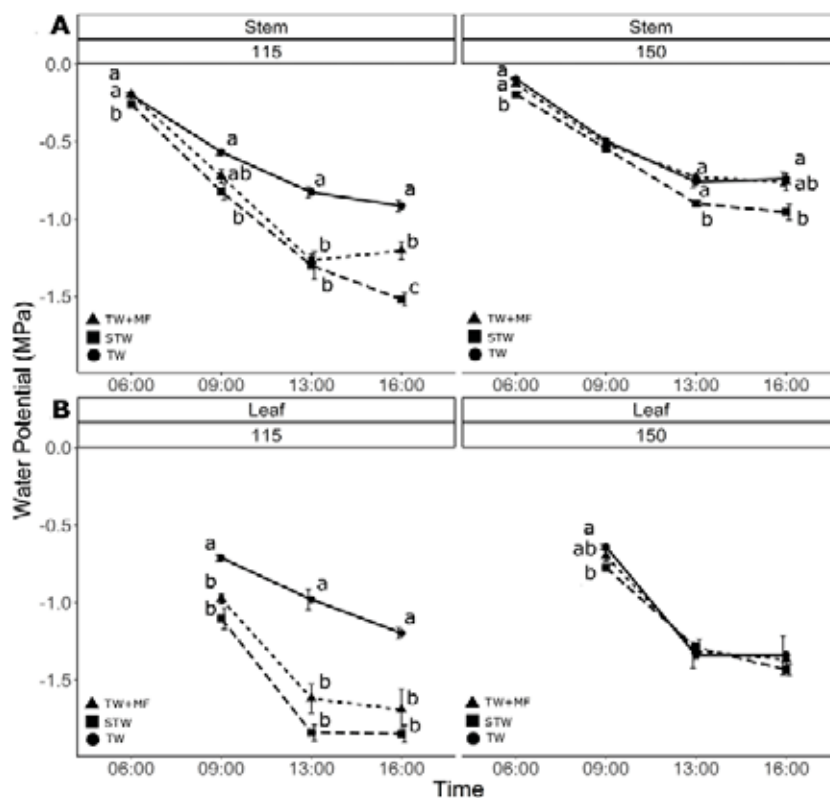 A
Stem
Stem
115
150
0.0
-0.5
-1.0
-1.5
a
a
b
a
ab
b
a
b
b
a
b
c
a
a
b
a
a
b
a
ab
b
TW+MF
STW
TW
TW+MF
STW
TW
06:00 09:00 13:00 16:00
06:00 09:00 13:00 16:00
Water Potential (MPa)
B
Leaf
Leaf
115
150
0.0
-0.5
-1.0
-1.5
a
b
b
a
b
b
a
b
b
a
ab
b
TW+MF
STW
TW
TW+MF
STW
TW
06:00 09:00 13:00 16:00
06:00 09:00 13:00 16:00
Time